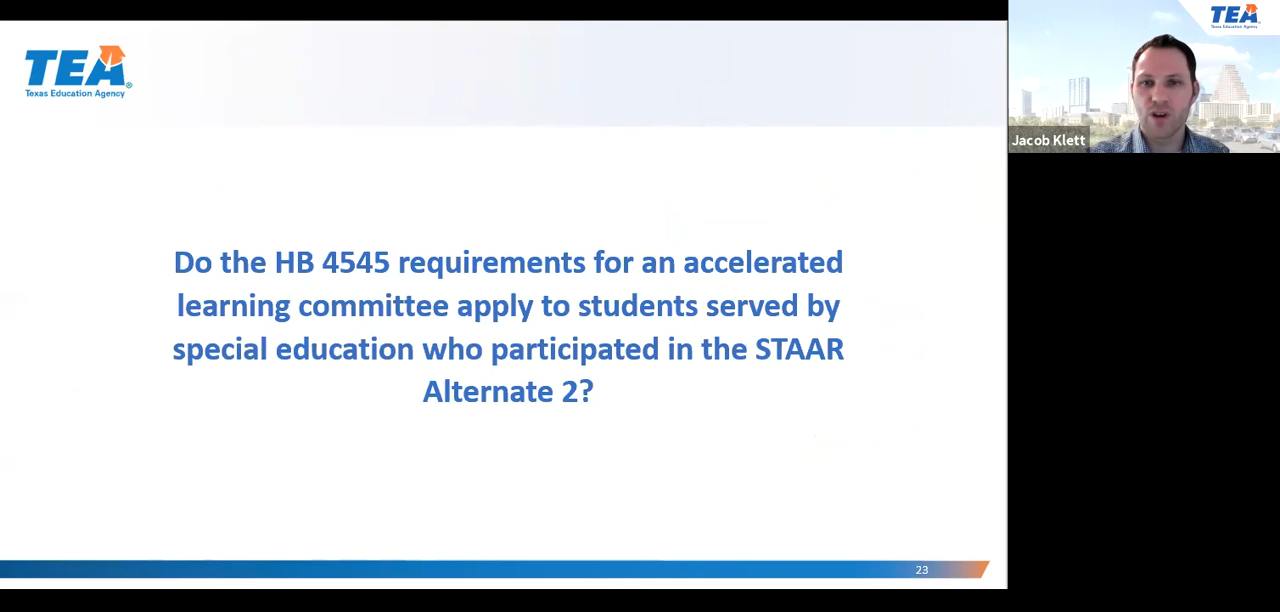 TEA
Texas Education Agency
Do the HB 4545 requirements for an accelerated
learning committee apply to students served by
special education who participated in the STAAR
Alternate 2?
23
TEA
Texas Education Agency
Jacob Klett